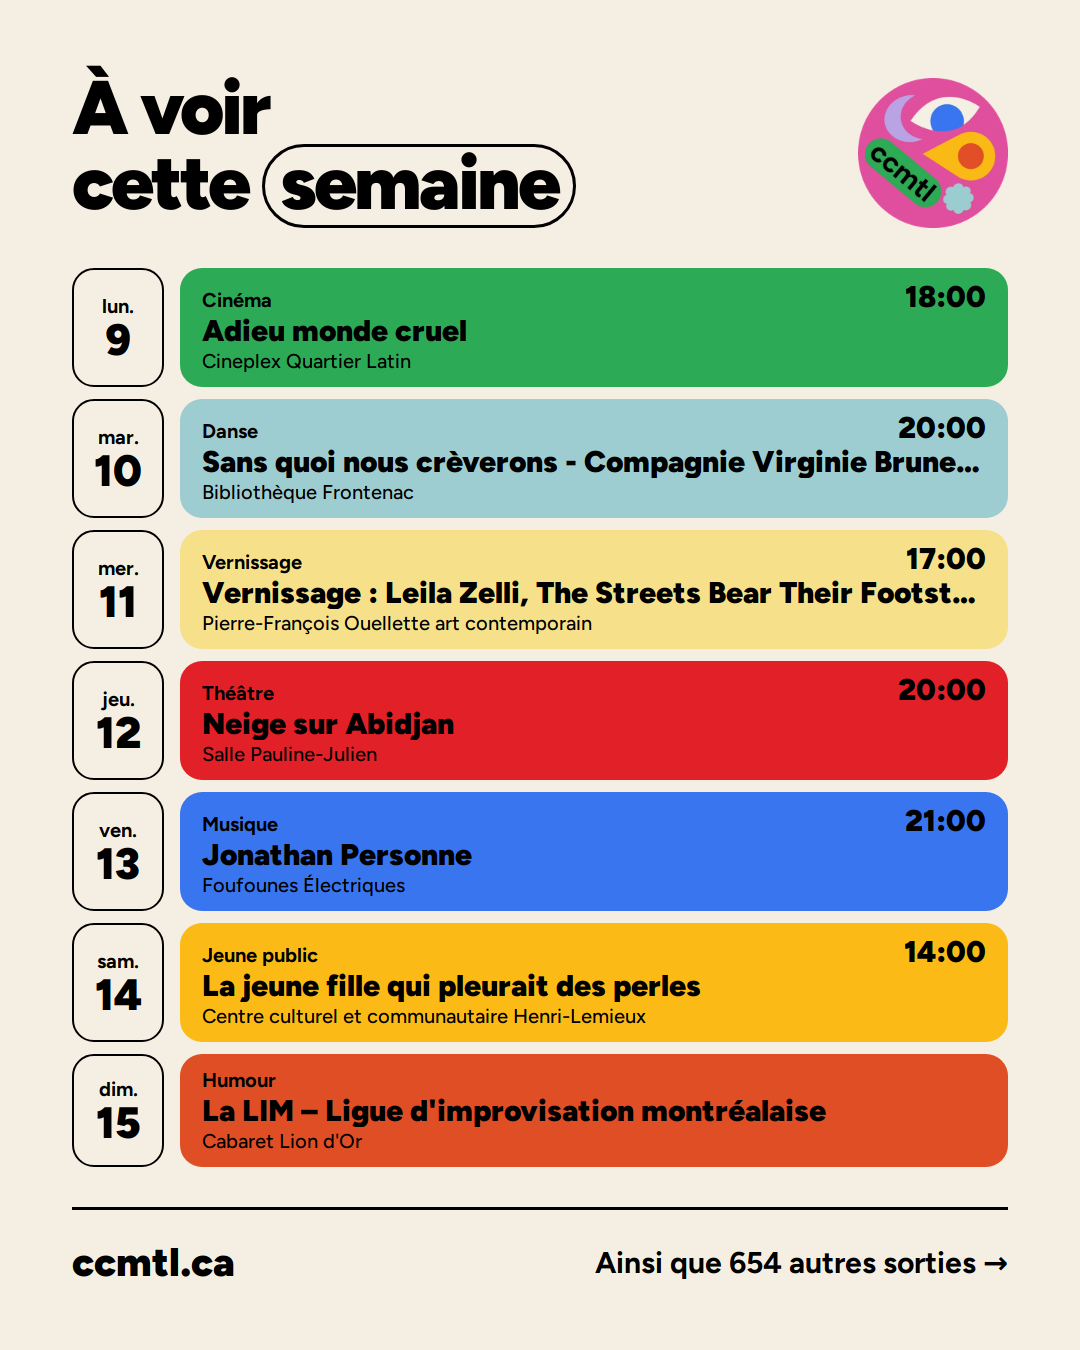 À voir
cette semaine
ccmtl
lun.
9
Cinéma
18:00
Adieu monde cruel
Cineplex Quartier Latin
mar.
10
Danse
20:00
Sans quoi nous crèverons - Compagnie Virginie Brune...
Bibliothèque Frontenac
mer.
11
Vernissage
17:00
Vernissage : Leila Zelli, The Streets Bear Their Footst...
Pierre-François Ouellette art contemporain
jeu.
12
Théâtre
20:00
Neige sur Abidjan
Salle Pauline-Julien
ven.
13
Musique
21:00
Jonathan Personne
Foufounes Électriques
sam.
14
Jeune public
14:00
La jeune fille qui pleurait des perles
Centre culturel et communautaire Henri-Lemieux
dim.
15
Humour
La LIM – Ligue d'improvisation montréalaise
Cabaret Lion d'Or
ccmtl.ca
Ainsi que 654 autres sorties →